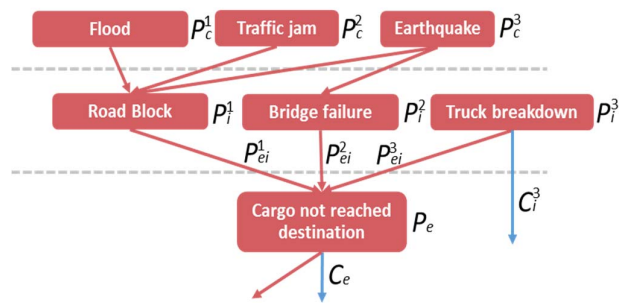 Flood P_c^1 Traffic jam P_c^2 Earthquake P_c^3
Road Block P_i^1 Bridge failure P_i^2 Truck breakdown P_i^3
P_ei^1 P_ei^2 P_ei^3
C_i^3
Cargo not reached
destination P_e
C_e